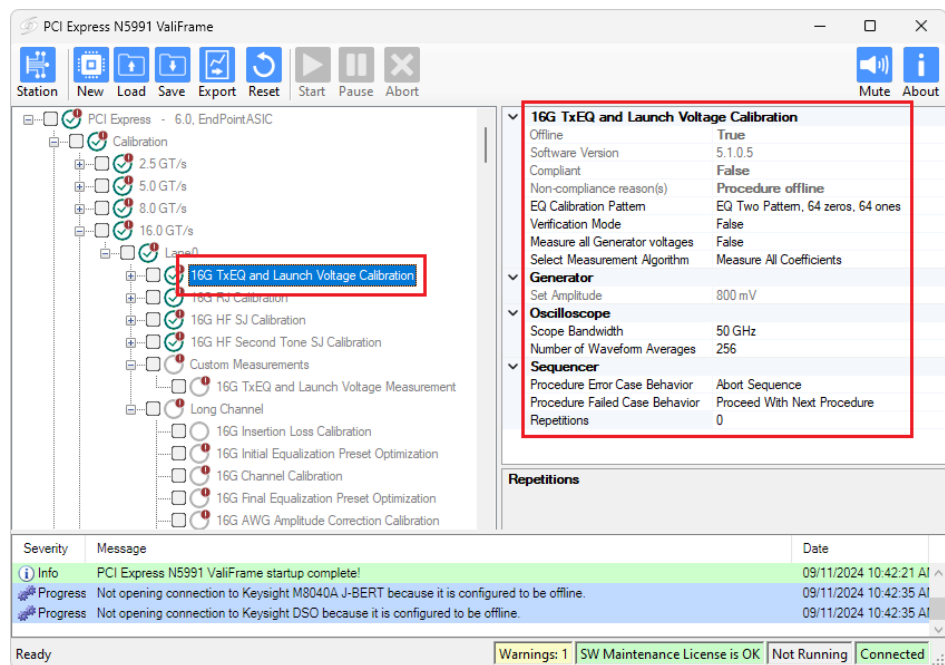 PCI Express N5991 ValiFrame
Station New Load Save Export Reset Start Pause Abort Mute About
PCI Express - 6.0, EndPointASIC
Calibration
2.5 GT/s
5.0 GT/s
8.0 GT/s
16.0 GT/s
Lane0
16G TxEQ and Launch Voltage Calibration
16G RJ Calibration
16G HF SJ Calibration
16G HF Second Tone SJ Calibration
Custom Measurements
16G TxEQ and Launch Voltage Measurement
Long Channel
16G Insertion Loss Calibration
16G Initial Equalization Preset Optimization
16G Channel Calibration
16G Final Equalization Preset Optimization
16G AWG Amplitude Correction Calibration
16G TxEQ and Launch Voltage Calibration
Offline True
Software Version 5.1.0.5
Compliant False
Non-compliance reason(s) Procedure offline
EQ Calibration Pattern EQ Two Pattern, 64 zeros, 64 ones
Verification Mode False
Measure all Generator voltages False
Select Measurement Algorithm Measure All Coefficients
Generator
Set Amplitude 800 mV
Oscilloscope
Scope Bandwidth 50 GHz
Number of Waveform Averages 256
Sequencer
Procedure Error Case Behavior Abort Sequence
Procedure Failed Case Behavior Proceed With Next Procedure
Repetitions 0
Repetitions
Severity Message Date
Info PCI Express N5991 ValiFrame startup complete! 09/11/2024 10:42:21 AM
Progress Not opening connection to Keysight M8040A J-BERT because it is configured to be offline. 09/11/2024 10:42:35 AM
Progress Not opening connection to Keysight DSO because it is configured to be offline. 09/11/2024 10:42:35 AM
Ready Warnings: 1 SW Maintenance License is OK Not Running Connected